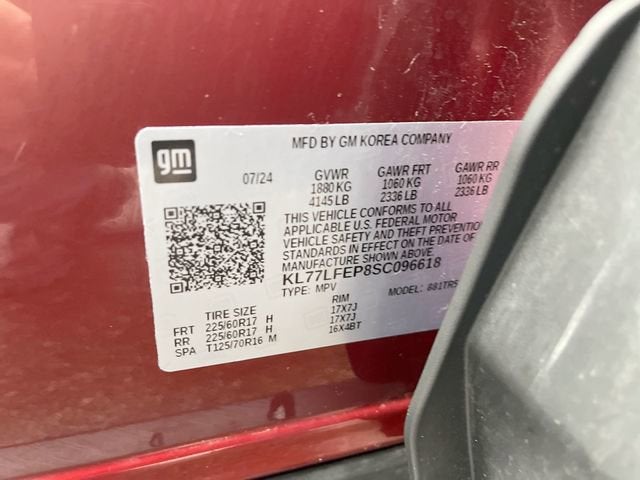 MFD BY GM KOREA COMPANY
gm
07/24
GVWR GAWR FRT GAWR RR
1880 KG 1060 KG 1060 KG
4145 LB 2336 LB 2336 LB
THIS VEHICLE CONFORMS TO ALL
APPLICABLE U.S. FEDERAL MOTOR
VEHICLE SAFETY AND THEFT PREVENTION
STANDARDS IN EFFECT ON THE DATE OF
MANUFACTURE SHOWN ABOVE.
KL77LFEP8SC096618
TYPE: MPV MODEL: 881TR5
TIRE SIZE RIM
FRT 225/60R17 H 17X7J
RR 225/60R17 H 17X7J
SPA T125/70R16 M 16X4BT